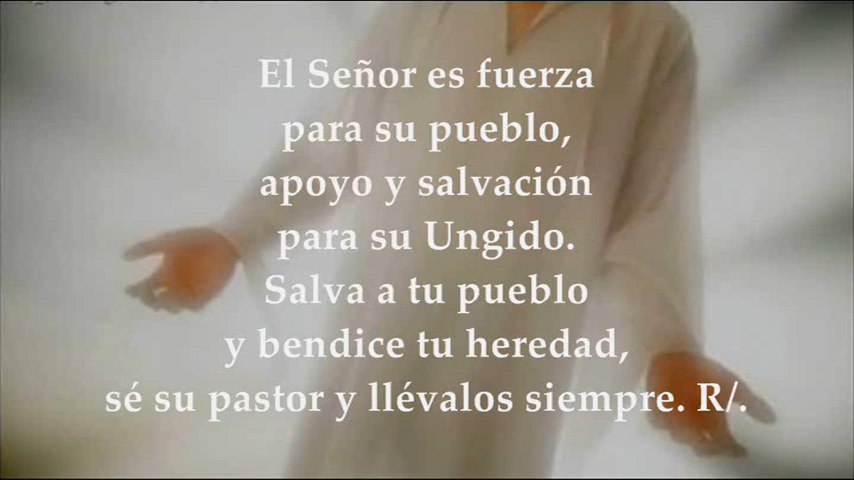 El Señor es fuerza
para su pueblo,
apoyo y salvación
para su Ungido.
Salva a tu pueblo
y bendice tu heredad,
sé su pastor y llévalos siempre. R/.